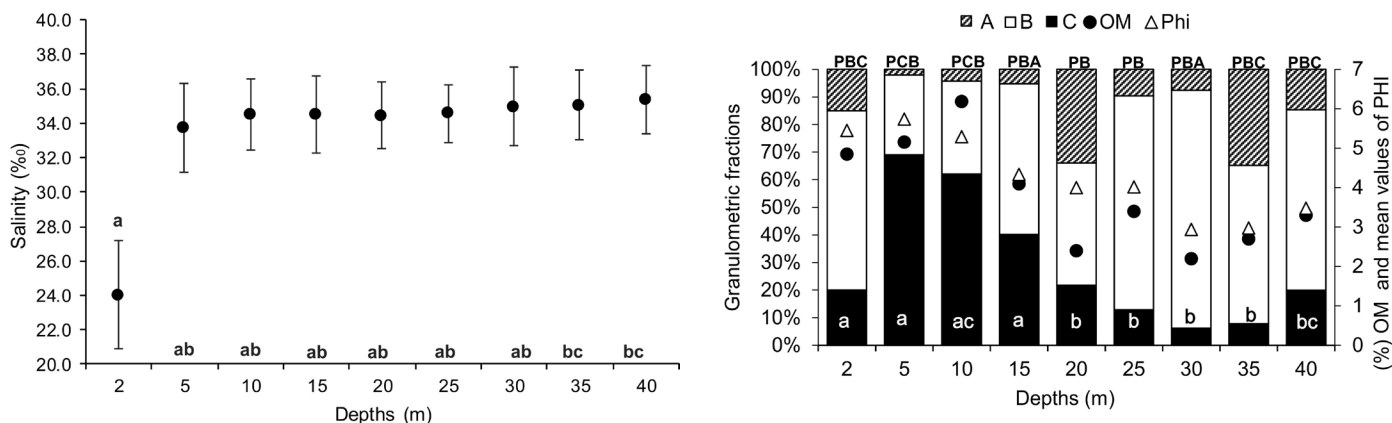 40.0
38.0
36.0
34.0
32.0
30.0
28.0
26.0
24.0
22.0
20.0
Salinity (‰)
a
ab ab ab ab ab ab bc bc
2 5 10 15 20 25 30 35 40
Depths (m)
A B C OM Phi
PBC PCB PCB PBA PB PB PBA PBC PBC
100%
90%
80%
70%
60%
50%
40%
30%
20%
10%
0%
Granulometric fractions
a a ac a b b b b bc
7
6
5
4
3
2
1
0
(%) OM and mean values of PHI
2 5 10 15 20 25 30 35 40
Depths (m)